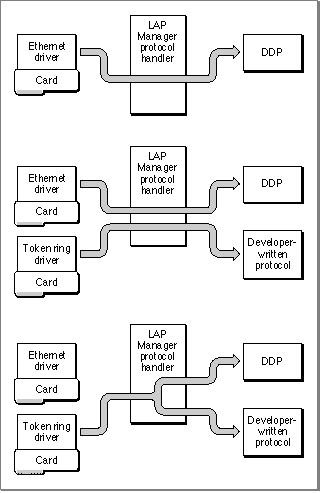 Ethernet
driver
Card
LAP
Manager
protocol
handler
DDP
Ethernet
driver
Card
Token ring
driver
Card
LAP
Manager
protocol
handler
DDP
Developer-
written
protocol
Ethernet
driver
Card
Token ring
driver
Card
LAP
Manager
protocol
handler
DDP
Developer-
written
protocol